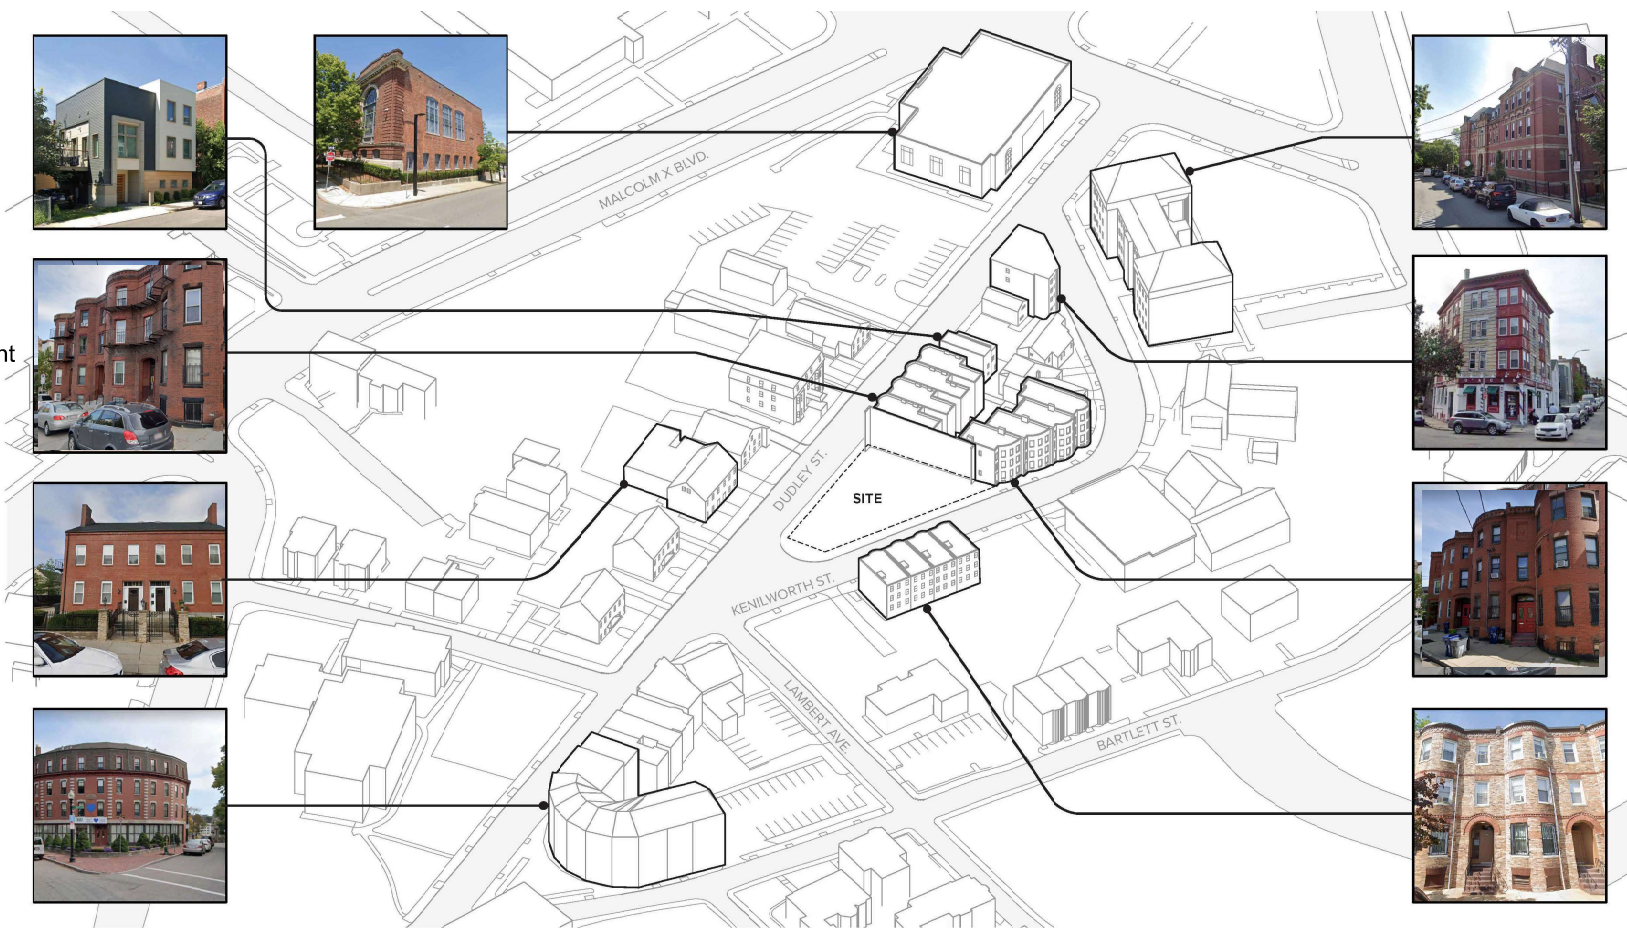 MALCOLM X BLVD.
nt
DUDLEY ST.
SITE
KENILWORTH ST.
LAMBERT AVE.
BARTLETT ST.